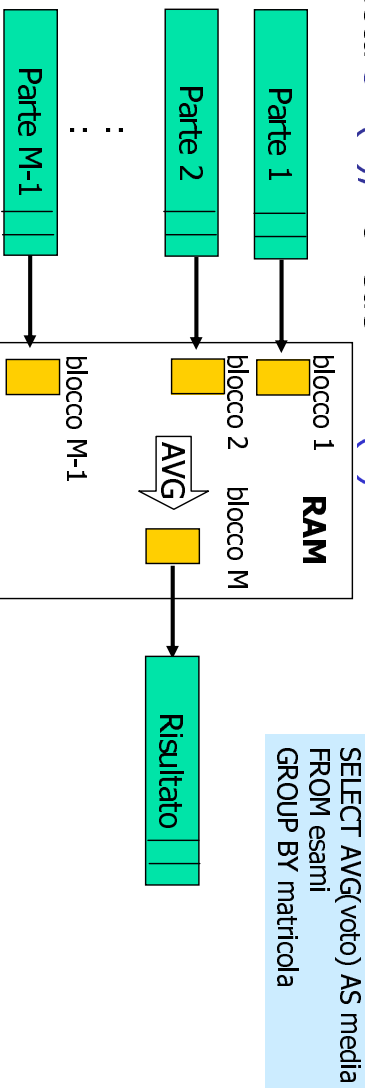 Parte 1
Parte 2
. . . .
Parte M-1
blocco 1
blocco 2
blocco M-1
RAM
AVG
blocco M
Risultato
SELECT AVG(voto) AS media
FROM esami
GROUP BY matricola